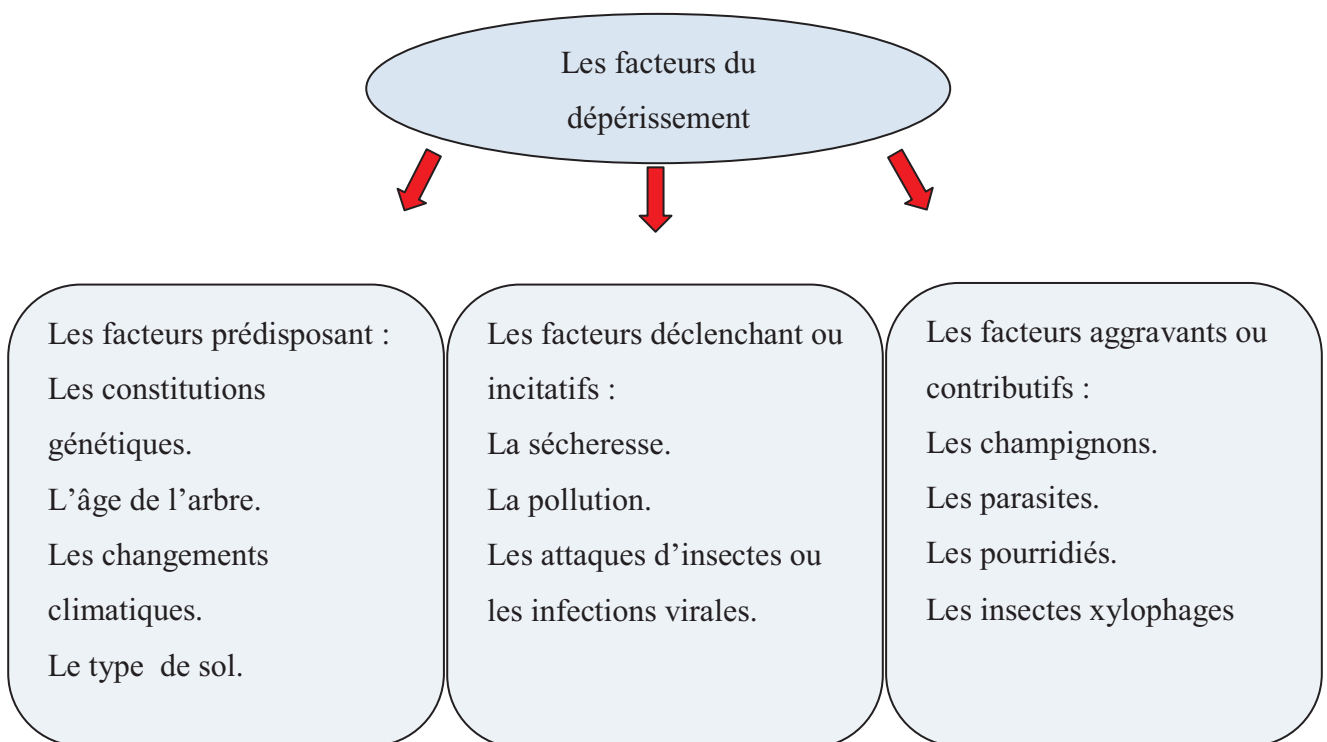 Les facteurs du
dépérissement
Les facteurs prédisposant :
Les constitutions
génétiques.
L’âge de l’arbre.
Les changements
climatiques.
Le type de sol.
Les facteurs déclenchant ou
incitatifs :
La sécheresse.
La pollution.
Les attaques d’insectes ou
les infections virales.
Les facteurs aggravants ou
contributifs :
Les champignons.
Les parasites.
Les pourridiés.
Les insectes xylophages